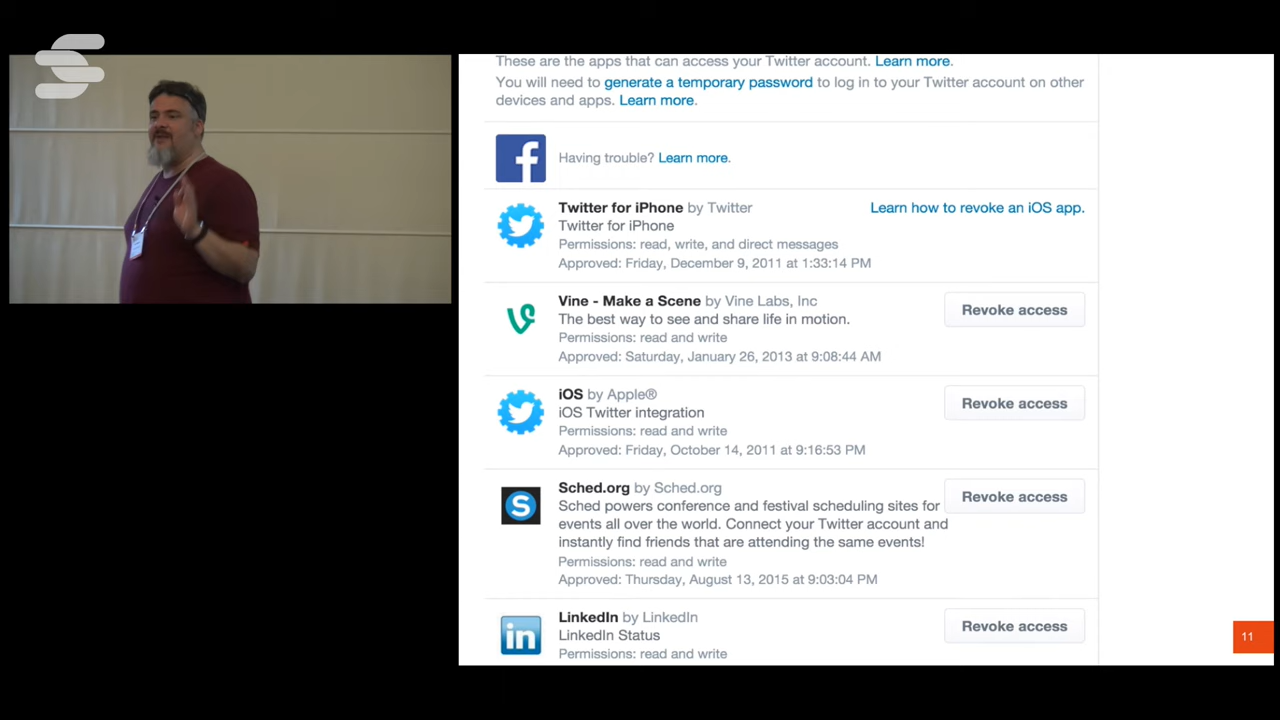 These are the apps that can access your Twitter account. Learn more.
You will need to generate a temporary password to log in to your Twitter account on other
devices and apps. Learn more.
Having trouble? Learn more.
Twitter for iPhone by Twitter
Learn how to revoke an iOS app.
Twitter for iPhone
Permissions: read, write, and direct messages
Approved: Friday, December 9, 2011 at 1:33:14 PM
Vine - Make a Scene by Vine Labs, Inc
Revoke access
The best way to see and share life in motion.
Permissions: read and write
Approved: Saturday, January 26, 2013 at 9:08:44 AM
iOS by Apple®
Revoke access
iOS Twitter integration
Permissions: read and write
Approved: Friday, October 14, 2011 at 9:16:53 PM
Sched.org by Sched.org
Revoke access
Sched powers conference and festival scheduling sites for
events all over the world. Connect your Twitter account and
instantly find friends that are attending the same events!
Permissions: read and write
Approved: Thursday, August 13, 2015 at 9:03:04 PM
LinkedIn by LinkedIn
Revoke access
LinkedIn Status
Permissions: read and write
11